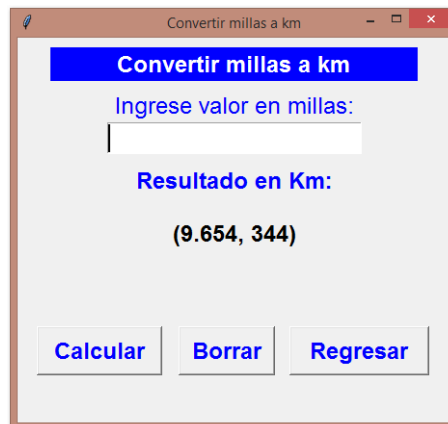 Convertir millas a km
Convertir millas a km
Ingrese valor en millas:
Resultado en Km:
(9.654, 344)
Calcular Borrar Regresar